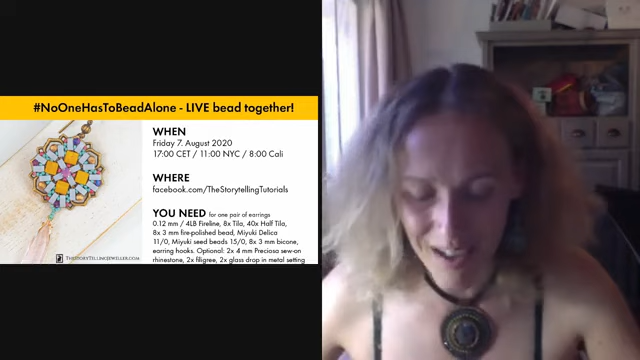 #NoOneHasToBeadAlone - LIVE bead together!
WHEN
Friday 7. August 2020
17:00 CET / 11:00 NYC / 8:00 Cali
WHERE
facebook.com/TheStorytellingTutorials
YOU NEED for one pair of earrings
0.12 mm / 4LB Fireline, 8x Tila, 40x Half Tila,
8x 3 mm fire-polished bead, Miyuki Delica
11/0, Miyuki seed beads 15/0, 8x 3 mm bicone,
earring hooks. Optional: 2x 4 mm Preciosa sew-on
rhinestone, 2x filigree, 2x glass drop in metal setting
THESTORYTELLINGJEWELLER.COM